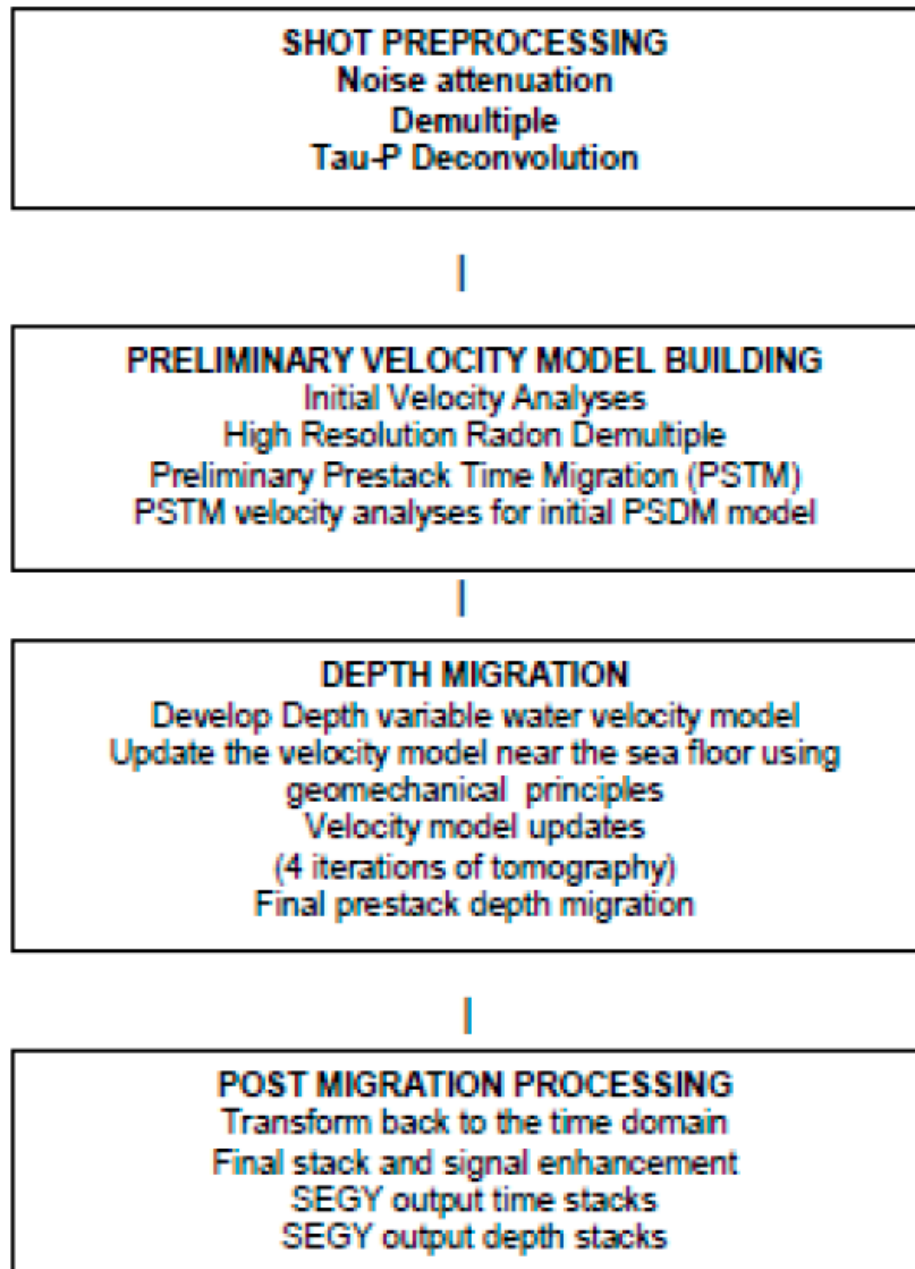 SHOT PREPROCESSING
Noise attenuation
Demultiple
Tau-P Deconvolution
PRELIMINARY VELOCITY MODEL BUILDING
Initial Velocity Analyses
High Resolution Radon Demultiple
Preliminary Prestack Time Migration (PSTM)
PSTM velocity analyses for initial PSDM model
DEPTH MIGRATION
Develop Depth variable water velocity model
Update the velocity model near the sea floor using
geomechanical principles
Velocity model updates
(4 iterations of tomography)
Final prestack depth migration
POST MIGRATION PROCESSING
Transform back to the time domain
Final stack and signal enhancement
SEGY output time stacks
SEGY output depth stacks